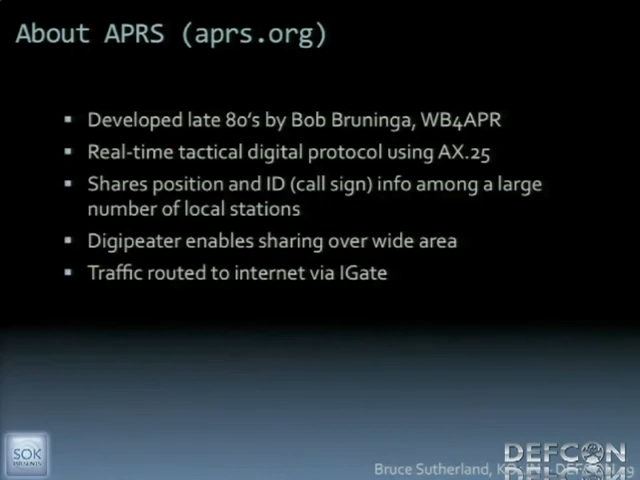 About APRS (aprs.org)
▪ Developed late 80's by Bob Bruninga, WB4APR
▪ Real-time tactical digital protocol using AX.25
▪ Shares position and ID (call sign) info among a large
number of local stations
▪ Digipeater enables sharing over wide area
▪ Traffic routed to internet via IGate
SOK
DEFCON
Bruce Sutherland,